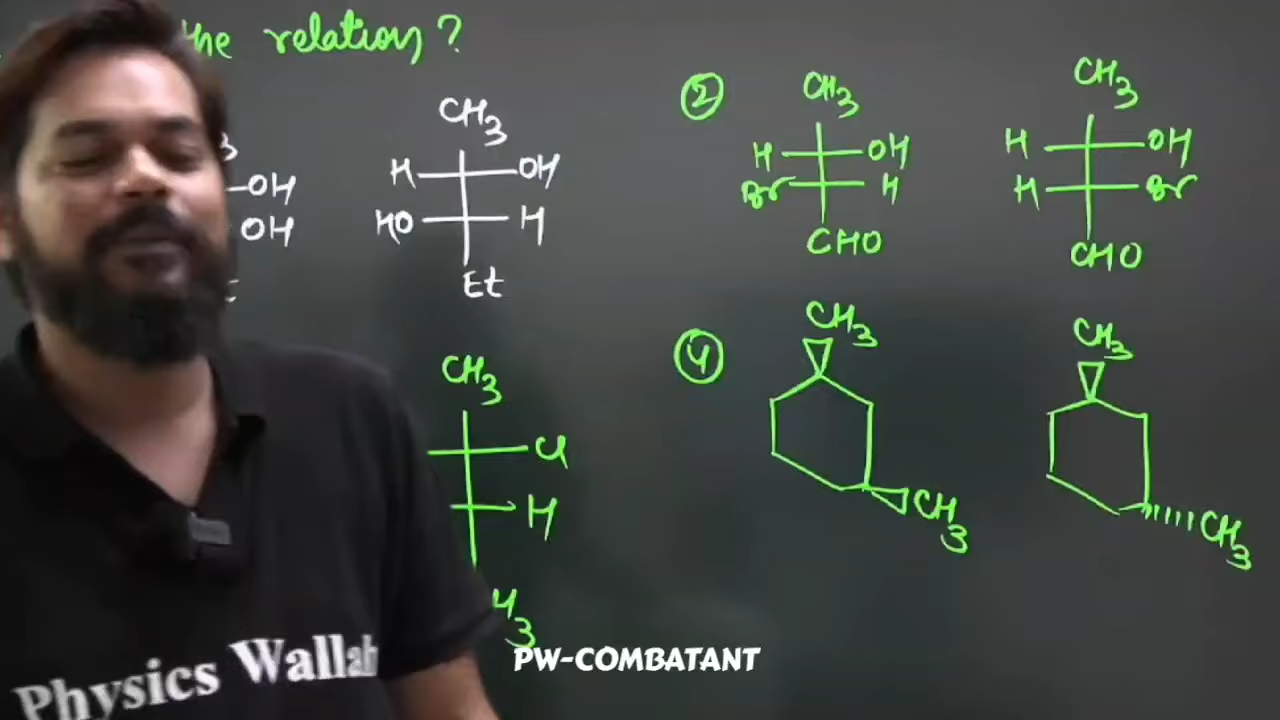 the relation?
CH3
H OH
HO H
Et
OH
OH
② CH3
H OH
Br H
CHO
CH3
H OH
H Br
CHO
CH3
Cl
H
④ CH3
CH3
CH3
CH3
Physics Wallah
PW-COMBATANT